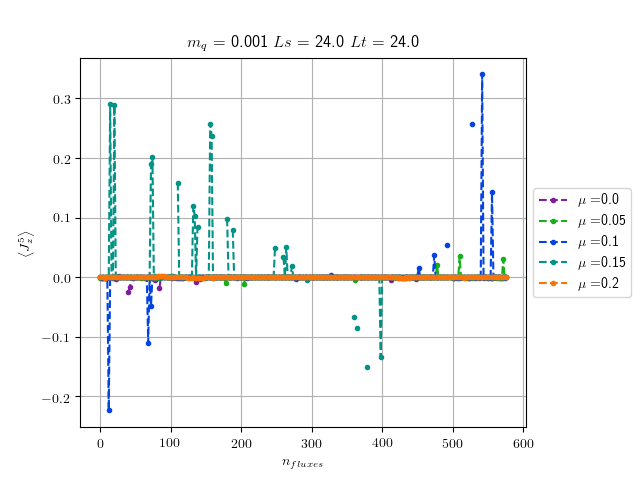 m_q = 0.001 Ls = 24.0 Lt = 24.0
0.3
0.2
0.1
0.0
−0.1
−0.2
⟨J_z^5⟩
0 100 200 300 400 500 600
n_{fluxes}
μ =0.0
μ =0.05
μ =0.1
μ =0.15
μ =0.2